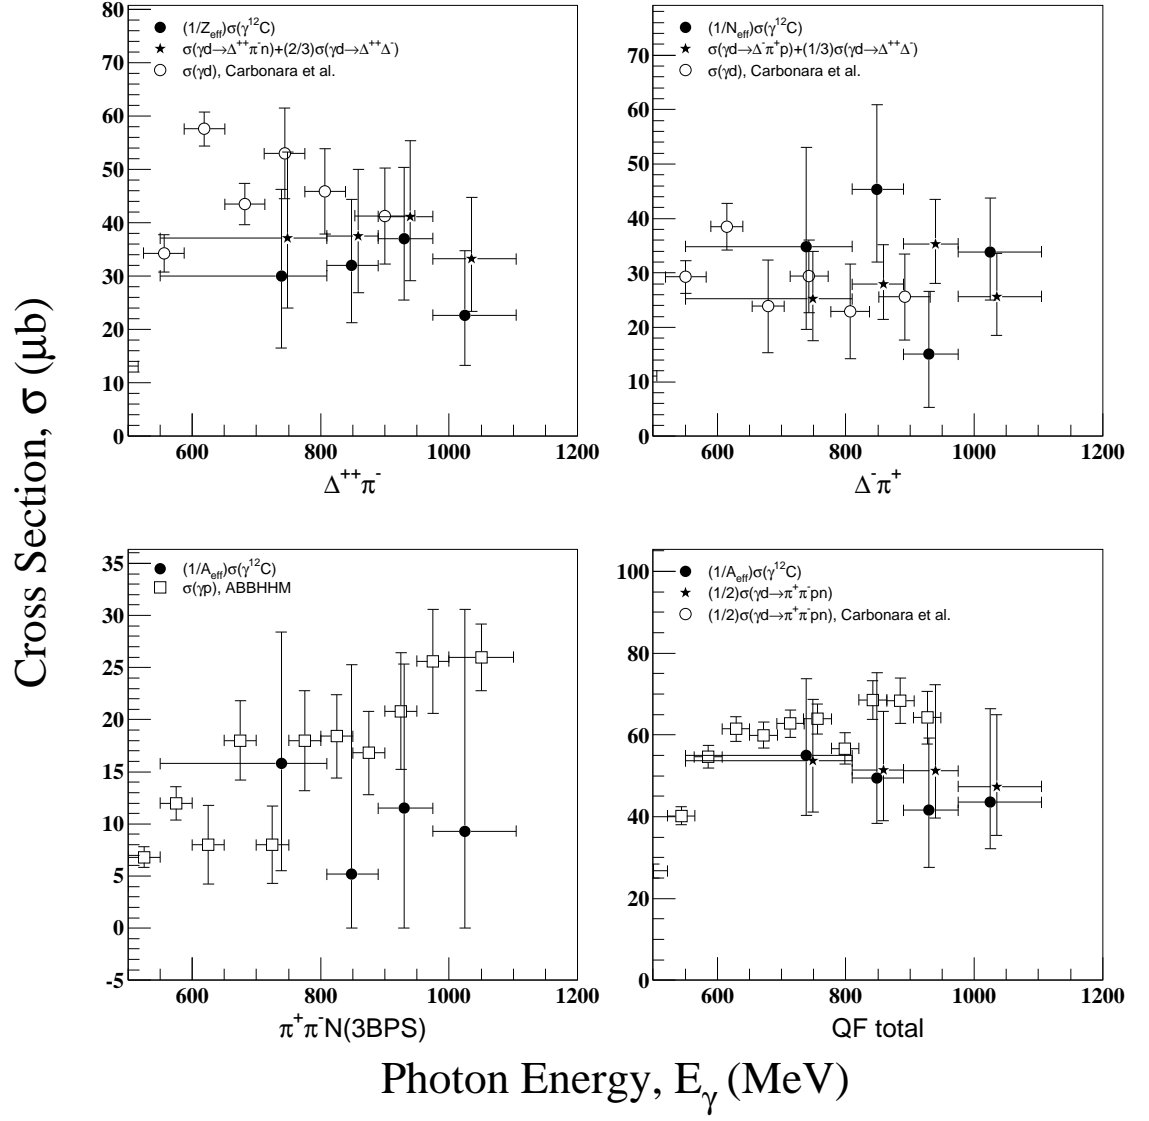 Cross Section, σ (μb)
80
70
60
50
40
30
20
10
0
(1/Z_eff)σ(γ¹²C)
σ(γd→Δ⁺⁺π⁻n)+(2/3)σ(γd→Δ⁺⁺Δ⁻)
σ(γd), Carbonara et al.
600 800 1000 1200
Δ⁺⁺π⁻
70
60
50
40
30
20
10
0
(1/N_eff)σ(γ¹²C)
σ(γd→Δ⁻π⁺p)+(1/3)σ(γd→Δ⁺⁺Δ⁻)
σ(γd), Carbonara et al.
600 800 1000 1200
Δ⁻π⁺
35
30
25
20
15
10
5
0
-5
(1/A_eff)σ(γ¹²C)
σ(γp), ABBHHM
600 800 1000 1200
π⁺π⁻N(3BPS)
100
80
60
40
20
0
(1/A_eff)σ(γ¹²C)
(1/2)σ(γd→π⁺π⁻pn)
(1/2)σ(γd→π⁺π⁻pn), Carbonara et al.
600 800 1000 1200
QF total
Photon Energy, E_γ (MeV)